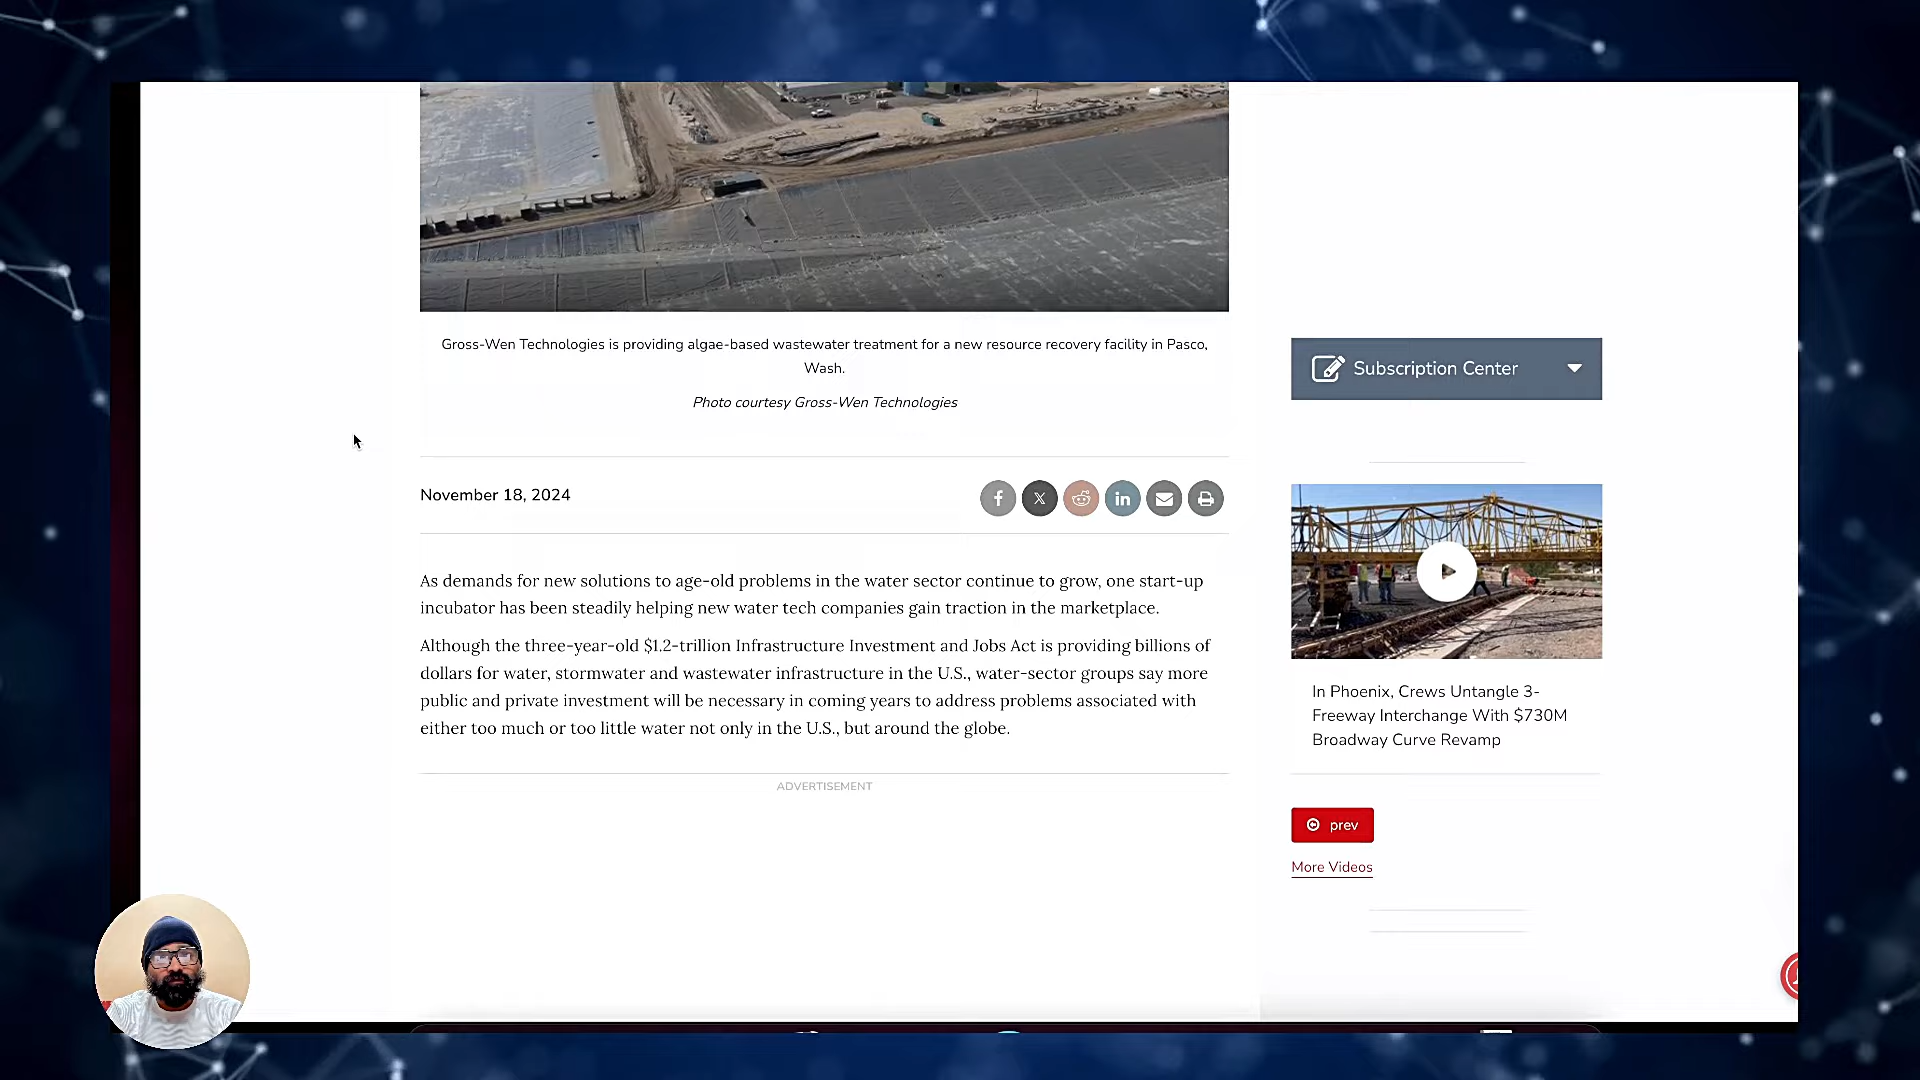 Gross-Wen Technologies is providing algae-based wastewater treatment for a new resource recovery facility in Pasco,
Wash.
Photo courtesy Gross-Wen Technologies
Subscription Center
November 18, 2024
As demands for new solutions to age-old problems in the water sector continue to grow, one start-up
incubator has been steadily helping new water tech companies gain traction in the marketplace.
Although the three-year-old $1.2-trillion Infrastructure Investment and Jobs Act is providing billions of
dollars for water, stormwater and wastewater infrastructure in the U.S., water-sector groups say more
public and private investment will be necessary in coming years to address problems associated with
either too much or too little water not only in the U.S., but around the globe.
ADVERTISEMENT
In Phoenix, Crews Untangle 3-
Freeway Interchange With $730M
Broadway Curve Revamp
prev
More Videos